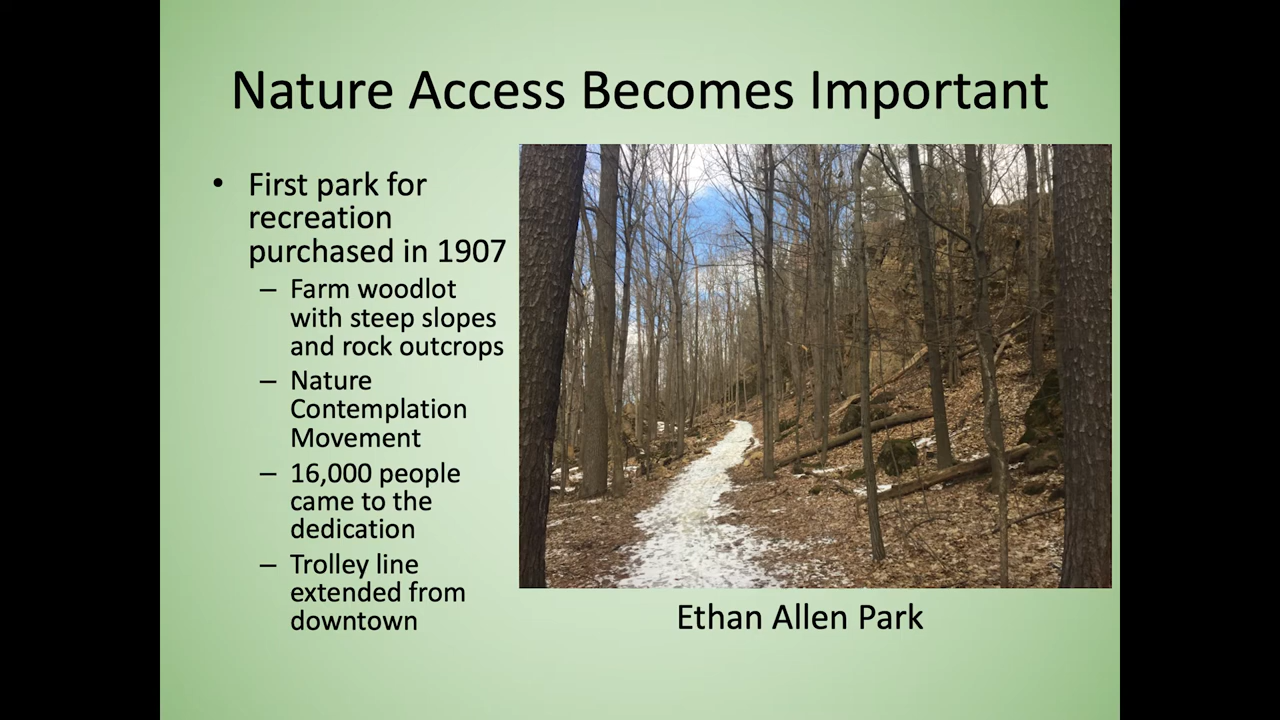 Nature Access Becomes Important
• First park for
recreation
purchased in 1907
– Farm woodlot
with steep slopes
and rock outcrops
– Nature
Contemplation
Movement
– 16,000 people
came to the
dedication
– Trolley line
extended from
downtown
Ethan Allen Park